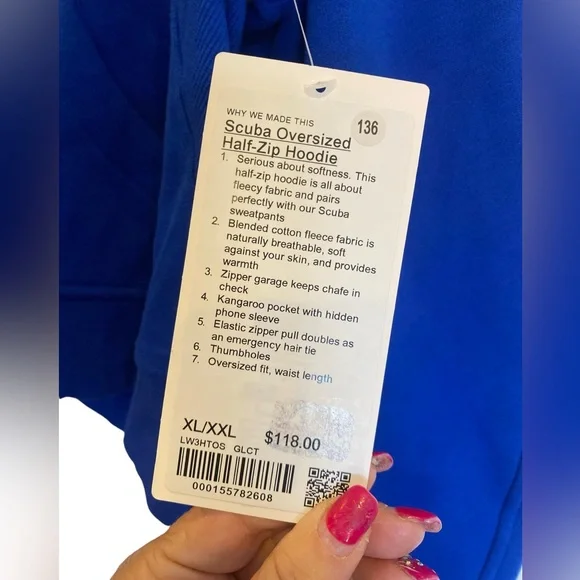 WHY WE MADE THIS
136
Scuba Oversized
Half-Zip Hoodie
1. Serious about softness. This
half-zip hoodie is all about
fleecy fabric and pairs
perfectly with our Scuba
sweatpants
2. Blended cotton fleece fabric is
naturally breathable, soft
against your skin, and provides
warmth
3. Zipper garage keeps chafe in
check
4. Kangaroo pocket with hidden
phone sleeve
5. Elastic zipper pull doubles as
an emergency hair tie
6. Thumbholes
7. Oversized fit, waist length
XL/XXL
$118.00
LW3HTOS GLCT
000155782608